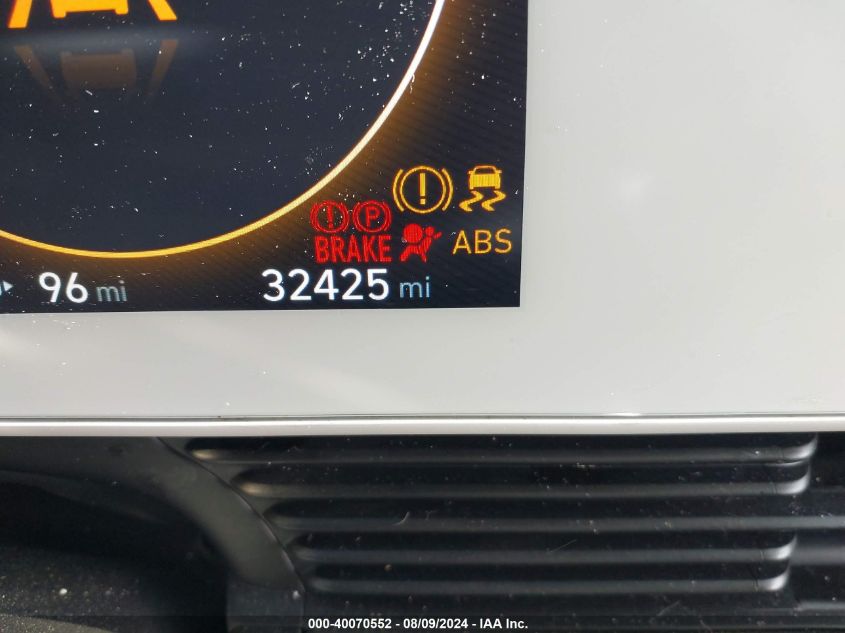 P
BRAKE
ABS
96 mi
32425 mi
000-40070552 - 08/09/2024 - IAA Inc.